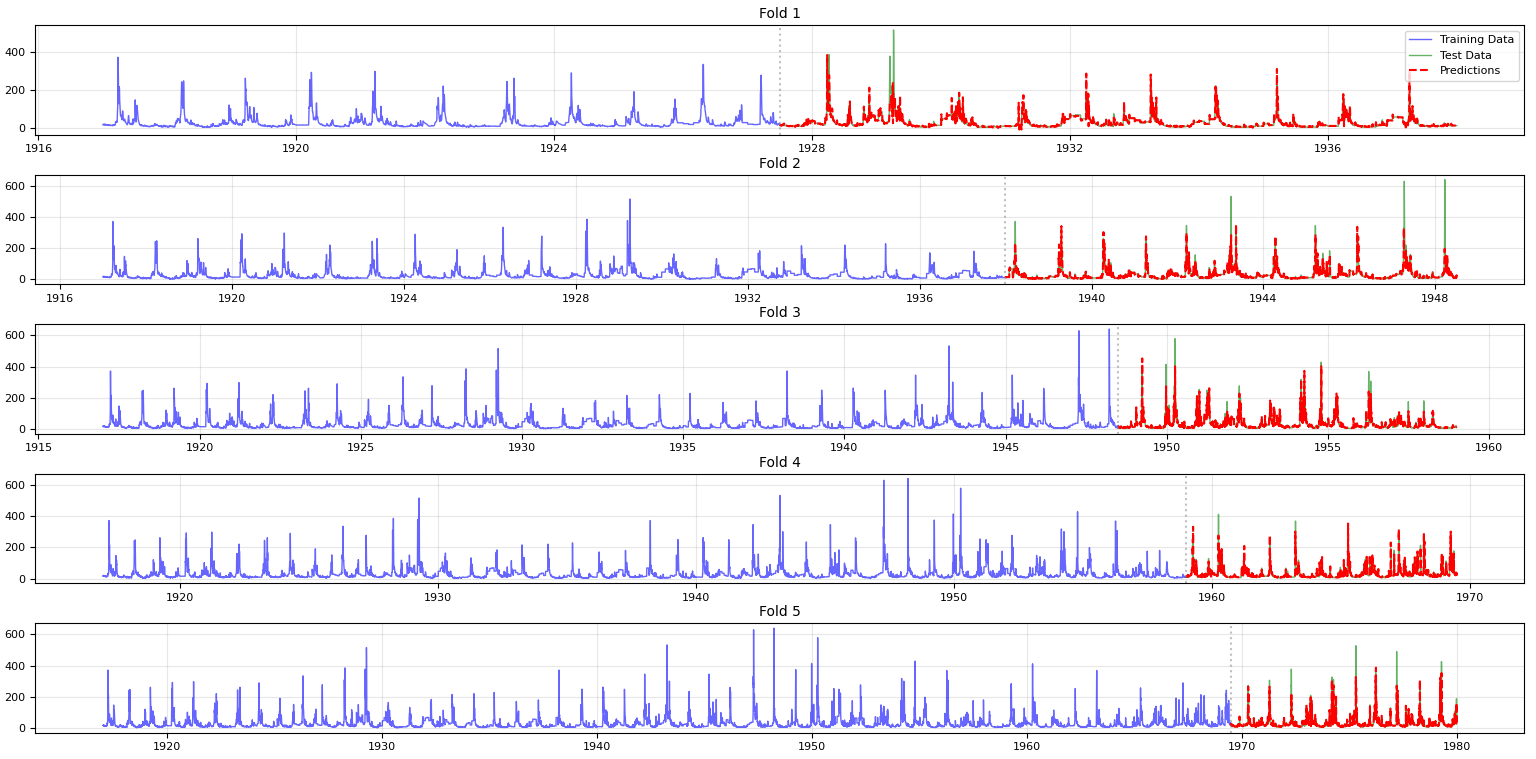 Fold 1
400
200
0
Training Data
Test Data
Predictions
1916 1920 1924 1928 1932 1936
Fold 2
600
400
200
0
1916 1920 1924 1928 1932 1936 1940 1944 1948
Fold 3
600
400
200
0
1915 1920 1925 1930 1935 1940 1945 1950 1955 1960
Fold 4
600
400
200
0
1920 1930 1940 1950 1960 1970
Fold 5
600
400
200
0
1920 1930 1940 1950 1960 1970 1980